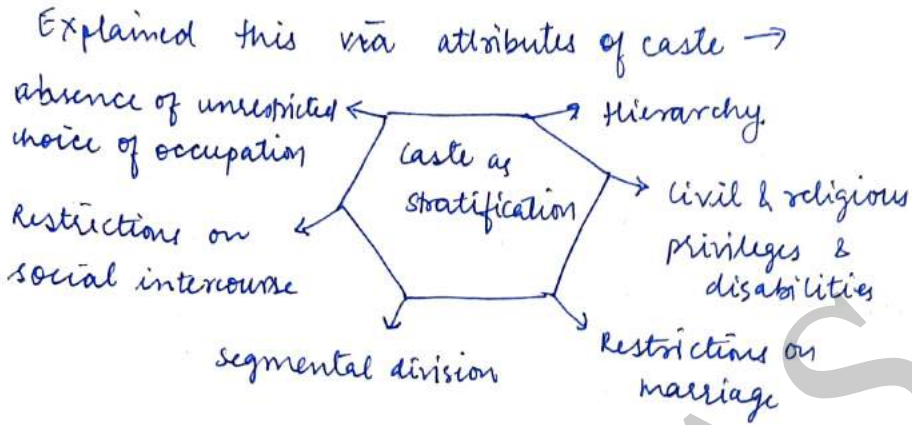 Explained this via attributes of caste →
absence of unrestricted
choice of occupation
Hierarchy.
Caste as
stratification
Civil & religious
privileges &
disabilities
Restrictions on
social intercourse
segmental division
Restrictions on
marriage